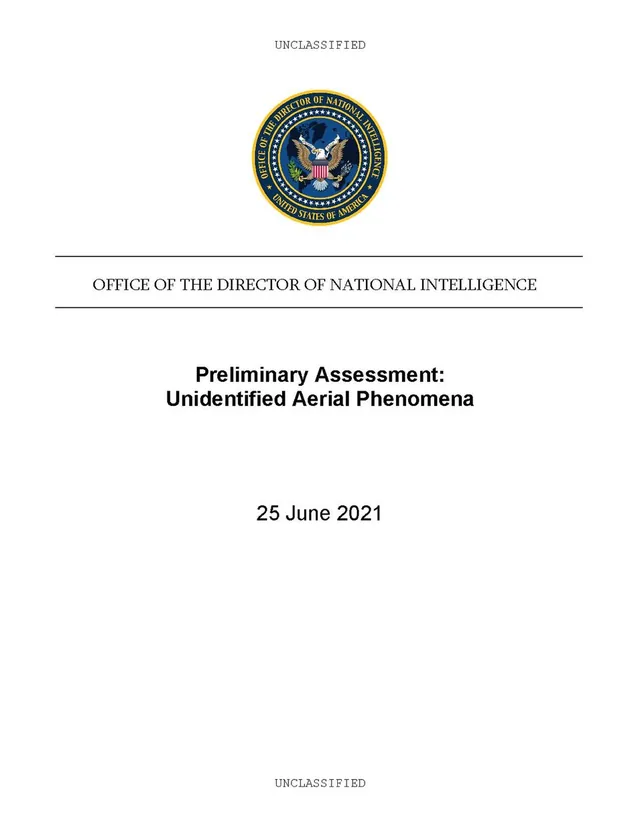 UNCLASSIFIED
OFFICE OF THE DIRECTOR OF NATIONAL INTELLIGENCE
UNITED STATES OF AMERICA
OFFICE OF THE DIRECTOR OF NATIONAL INTELLIGENCE
Preliminary Assessment:
Unidentified Aerial Phenomena
25 June 2021
UNCLASSIFIED